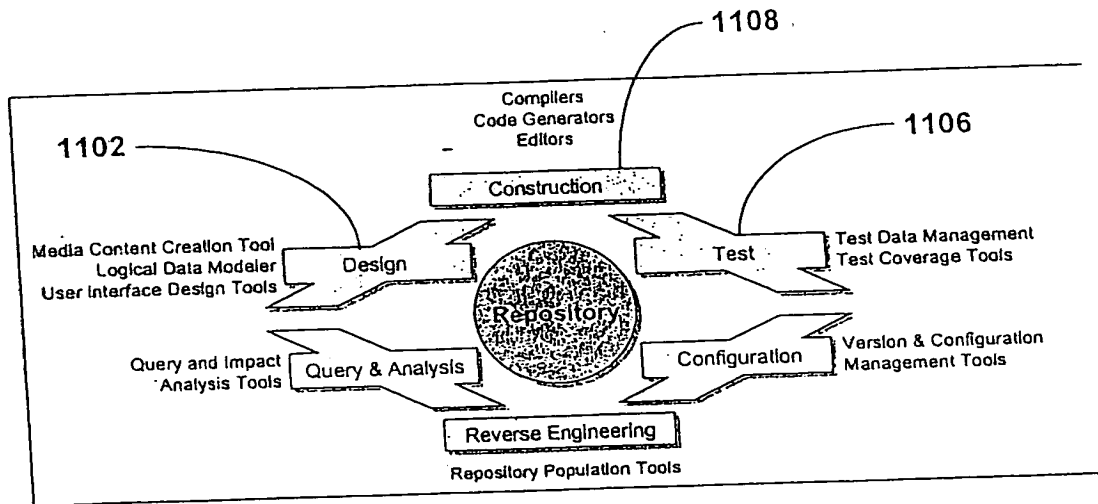 1108
Compilers
Code Generators
Editors
1102
1106
Construction
Media Content Creation Tool
Logical Data Modeler
User Interface Design Tools
Design
Test
Test Data Management
Test Coverage Tools
Repository
Query and Impact
Analysis Tools
Query & Analysis
Configuration
Version & Configuration
Management Tools
Reverse Engineering
Repository Population Tools